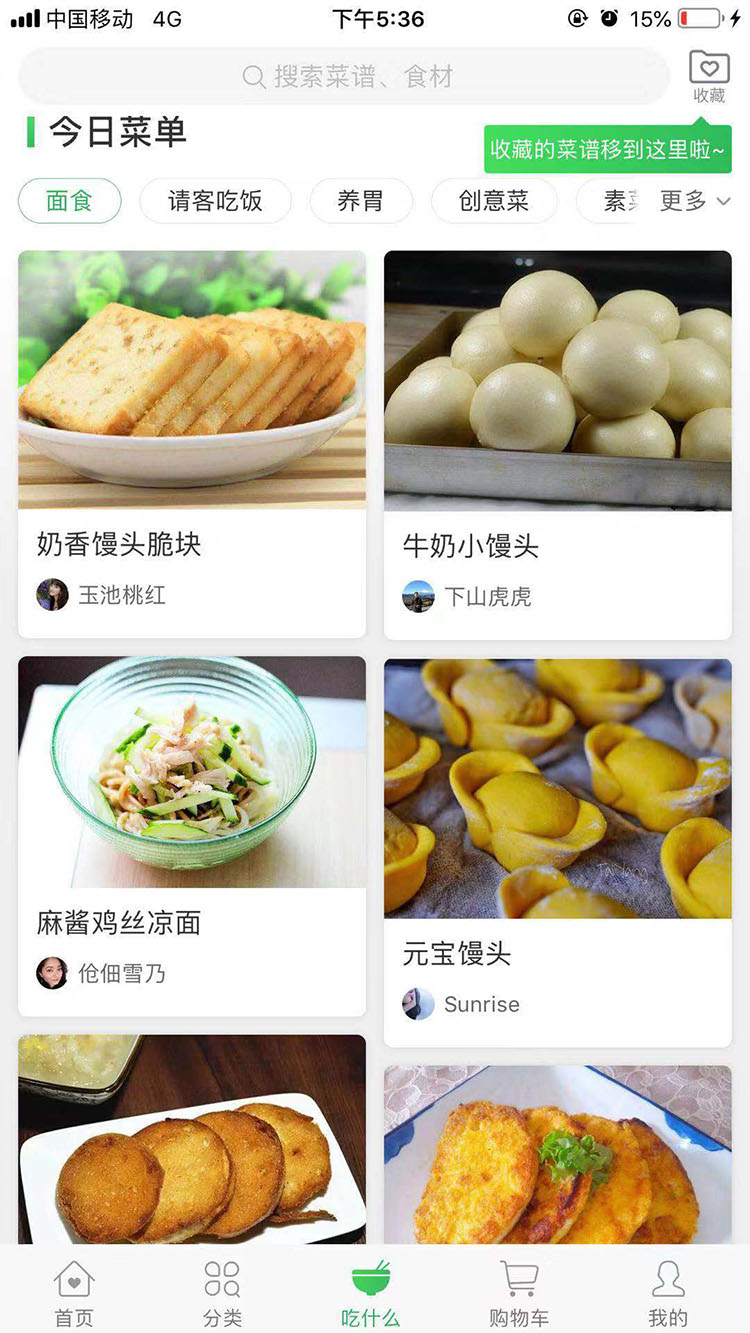 中国移动 4G 下午5:36 15%
搜索菜谱、食材
收藏
今日菜单
收藏的菜谱移到这里啦~
面食 请客吃饭 养胃 创意菜 素 更多
奶香馒头脆块
玉池桃红
牛奶小馒头
下山虎虎
麻酱鸡丝凉面
伧佃雪乃
元宝馒头
Sunrise
首页 分类 吃什么 购物车 我的